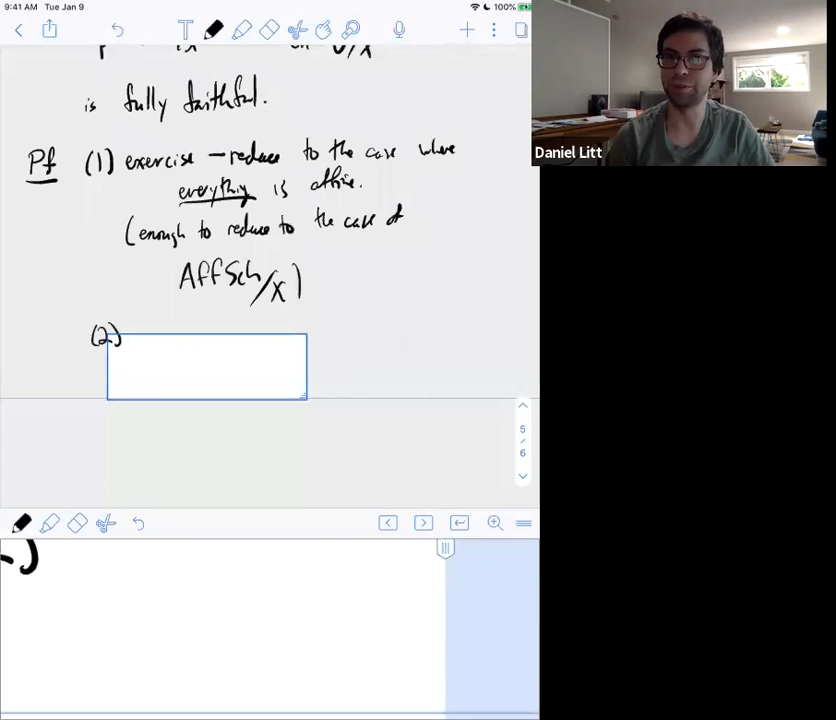 9:41 AM Tue Jan 9
100%
is fully faithful.
Pf (1) exercise – reduce to the case where
everything is affine.
(enough to reduce to the case of
AffSch/X)
(2)
5
/
6
Daniel Litt